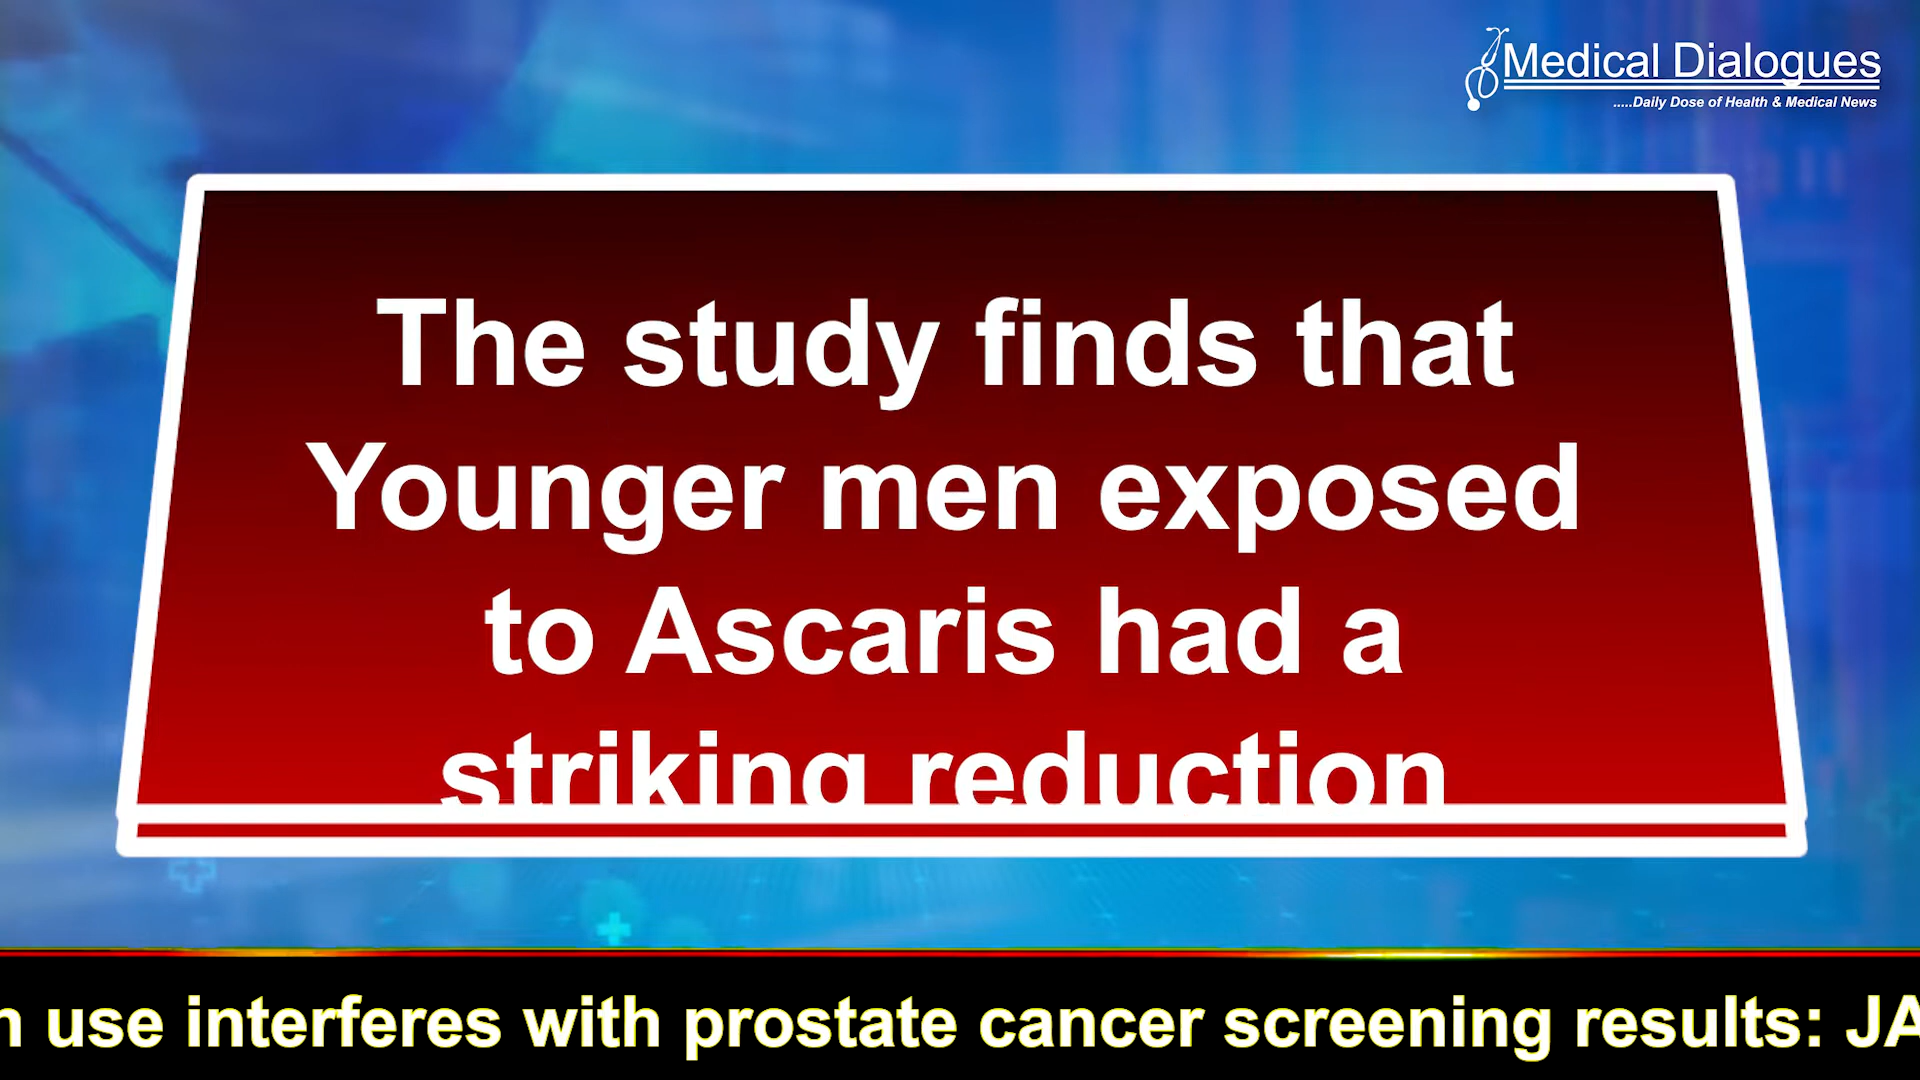 Medical Dialogues
.....Daily Dose of Health & Medical News
The study finds that
Younger men exposed
to Ascaris had a
striking reduction
use interferes with prostate cancer screening results: